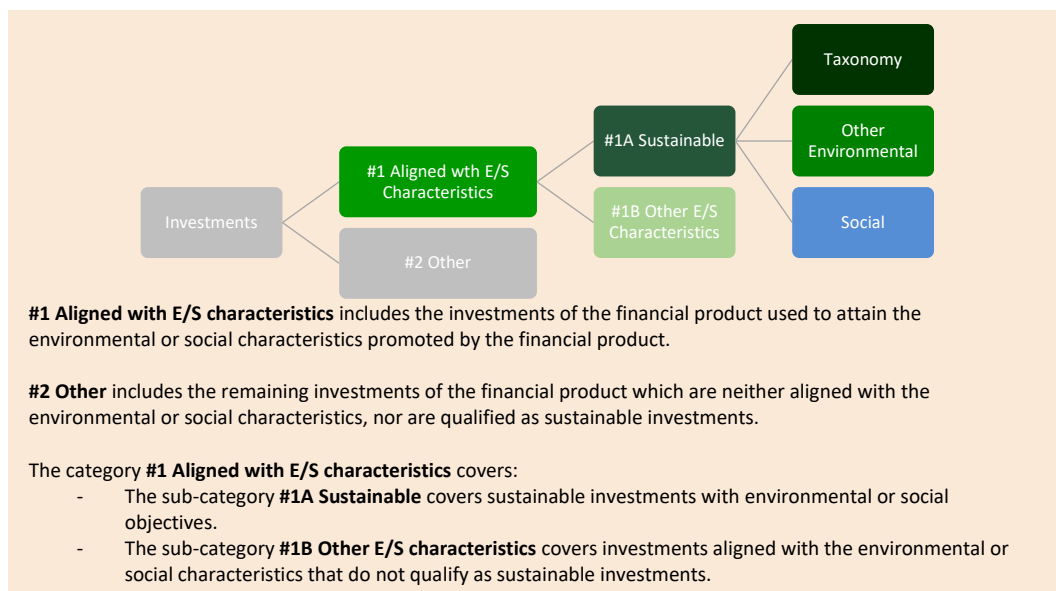 Taxonomy
#1A Sustainable
Other
Environmental
#1 Aligned wth E/S
Characteristics
#1B Other E/S
Characteristics
Investments
Social
#2 Other
#1 Aligned with E/S characteristics includes the investments of the financial product used to attain the
environmental or social characteristics promoted by the financial product.
#2 Other includes the remaining investments of the financial product which are neither aligned with the
environmental or social characteristics, nor are qualified as sustainable investments.
The category #1 Aligned with E/S characteristics covers:
- The sub-category #1A Sustainable covers sustainable investments with environmental or social
objectives.
- The sub-category #1B Other E/S characteristics covers investments aligned with the environmental or
social characteristics that do not qualify as sustainable investments.